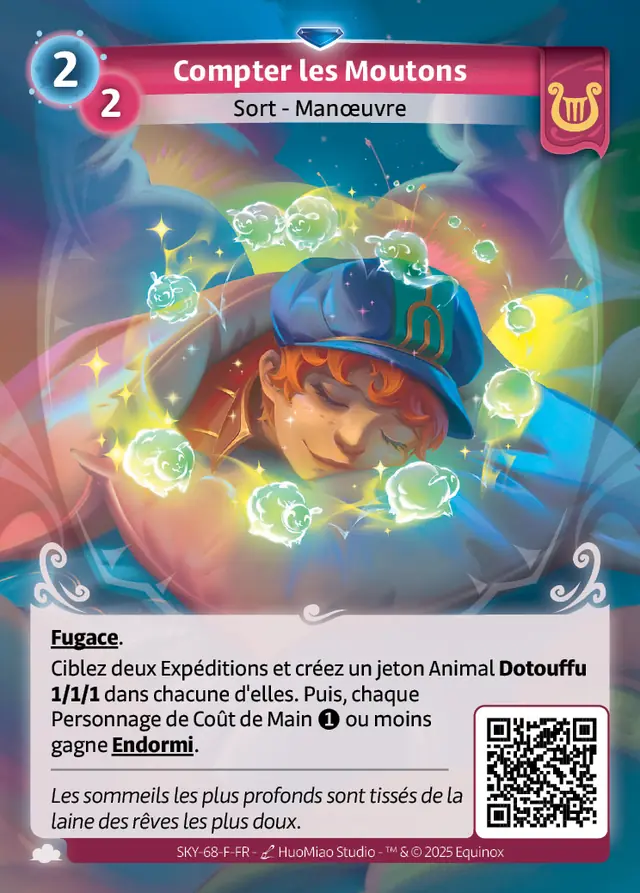 2
Compter les Moutons
2
Sort - Manœuvre
Fugace.
Ciblez deux Expéditions et créez un jeton Animal Dotouffu
1/1/1 dans chacune d'elles. Puis, chaque
Personnage de Coût de Main ❶ ou moins
gagne Endormi.
Les sommeils les plus profonds sont tissés de la
laine des rêves les plus doux.
SKY-68-F-FR - HuoMiao Studio - ™ & © 2025 Equinox